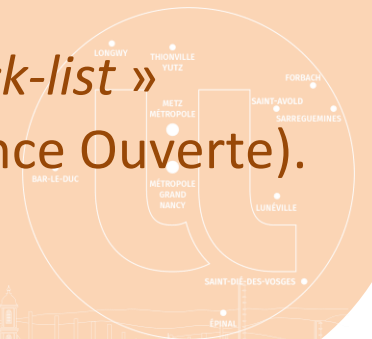 LONGWY
THIONVILLE
YUTZ
ck-list »
FORBACH
METZ
MÉTROPOLE
SAINT-AVOLD
SARREGUEMINES
nce Ouverte).
BAR-LE-DUC
MÉTROPOLE
GRAND
NANCY
LUNÉVILLE
SAINT-DIÉ-DES-VOSGES
ÉPINAL